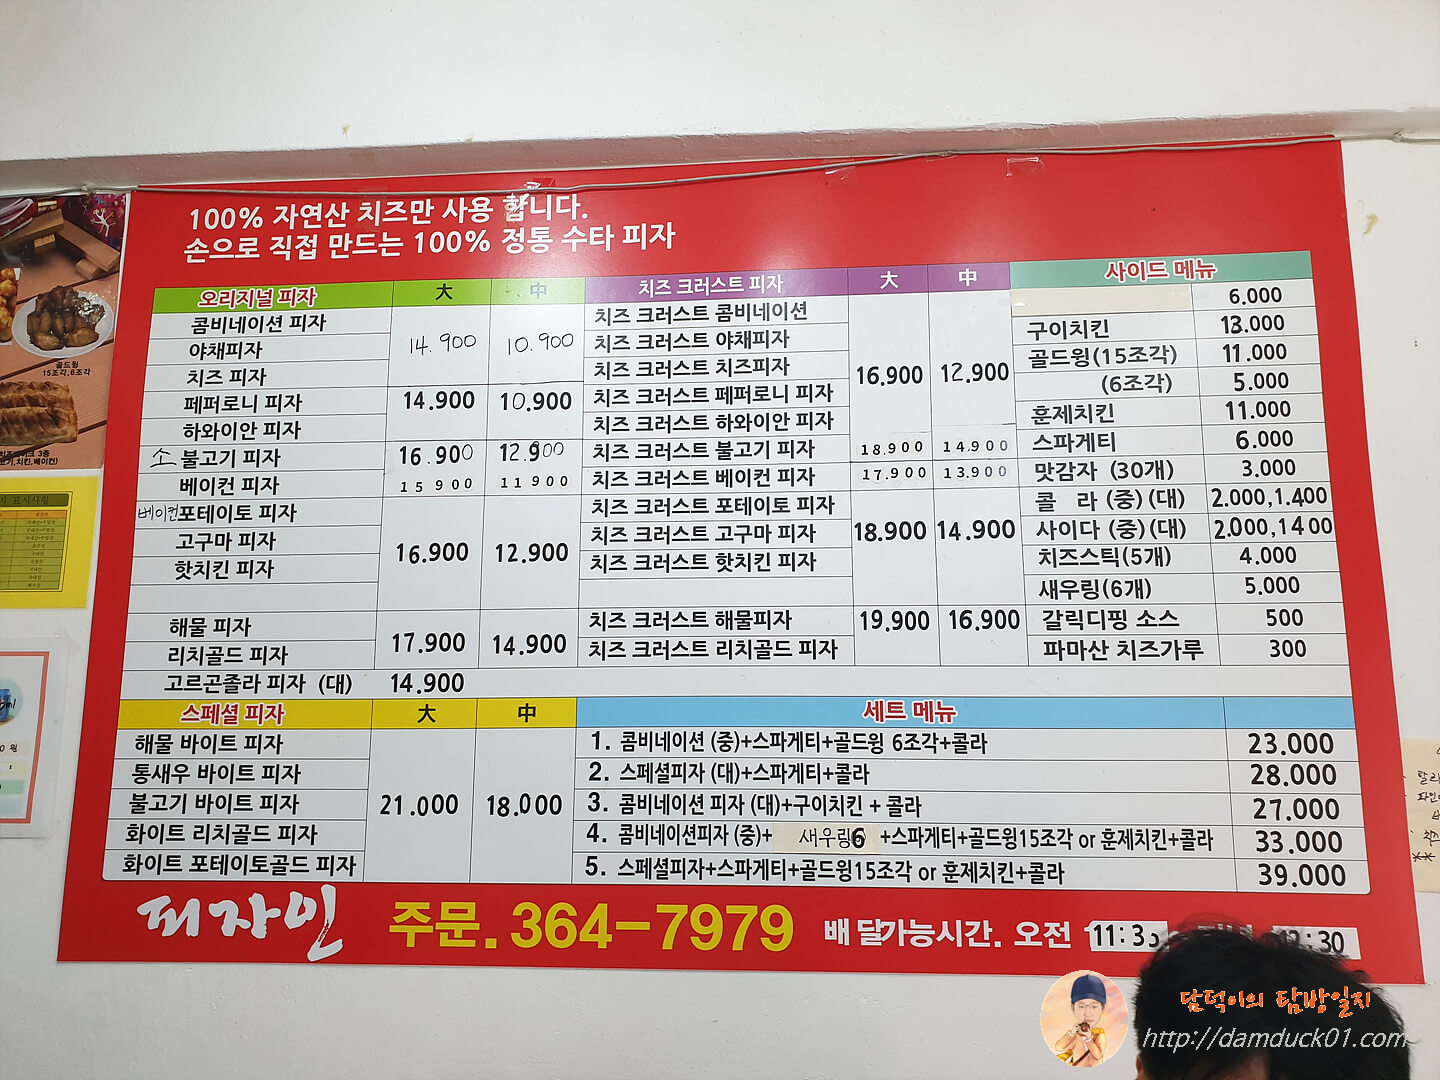 100% 자연산 치즈만 사용 합니다.
손으로 직접 만드는 100% 정통 수타 피자
오리지널 피자 大 中
콤비네이션 피자
야채피자 14.900 10.900
치즈 피자
페퍼로니 피자 14.900 10.900
하와이안 피자
소 불고기 피자 16.900 12.900
베이컨 피자 15900 11900
베이컨포테이토 피자
고구마 피자 16.900 12.900
핫치킨 피자
해물 피자
리치골드 피자 17.900 14.900
고르곤졸라 피자 (대) 14.900
치즈 크러스트 피자 大 中
치즈 크러스트 콤비네이션
치즈 크러스트 야채피자
치즈 크러스트 치즈피자 16.900 12.900
치즈 크러스트 페퍼로니 피자
치즈 크러스트 하와이안 피자
치즈 크러스트 불고기 피자 18.900 14.900
치즈 크러스트 베이컨 피자 17.900 13.900
치즈 크러스트 포테이토 피자
치즈 크러스트 고구마 피자 18.900 14.900
치즈 크러스트 핫치킨 피자
치즈 크러스트 해물피자 19.900 16.900
치즈 크러스트 리치골드 피자
사이드 메뉴
6.000
구이치킨 13.000
골드윙(15조각) 11.000
(6조각) 5.000
훈제치킨 11.000
스파게티 6.000
맛감자 (30개) 3.000
콜 라 (중) (대) 2.000,1.400
사이다 (중) (대) 2.000,1400
치즈스틱(5개) 4.000
새우링(6개) 5.000
갈릭디핑 소스 500
파마산 치즈가루 300
스페셜 피자 大 中
해물 바이트 피자
통새우 바이트 피자
불고기 바이트 피자 21.000 18.000
화이트 리치골드 피자
화이트 포테이토골드 피자
세트 메뉴
1. 콤비네이션 (중)+스파게티+골드윙 6조각+콜라 23.000
2. 스페셜피자 (대)+스파게티+콜라 28.000
3. 콤비네이션 피자 (대)+구이치킨 + 콜라 27.000
4. 콤비네이션피자 (중)+ 새우링6 +스파게티+골드윙15조각 or 훈제치킨+콜라 33.000
5. 스페셜피자+스파게티+골드윙15조각 or 훈제치킨+콜라 39.000
피자인 주문. 364-7979 배 달가능시간. 오전 11:33 :30
골드윙
15조각,6조각
담덕이의 탐방일지
http://damduck01.com